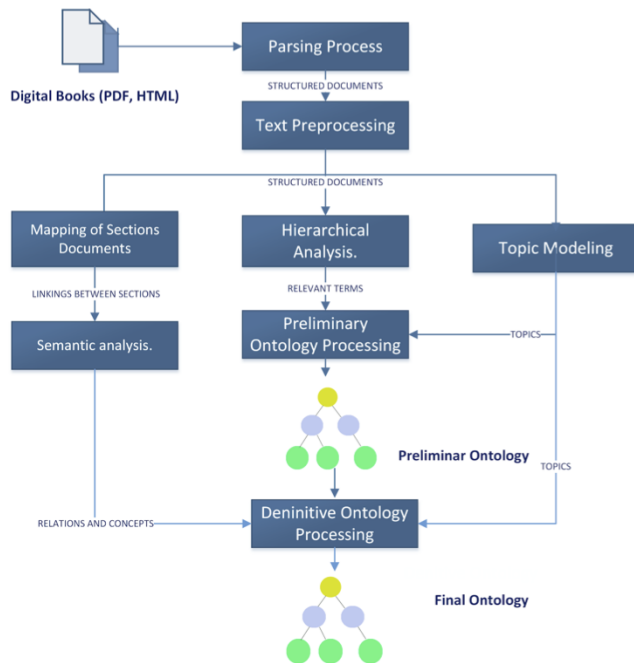 Parsing Process
Digital Books (PDF, HTML)
STRUCTURED DOCUMENTS
Text Preprocessing
STRUCTURED DOCUMENTS
Mapping of Sections
Documents
Hierarchical
Analysis.
Topic Modeling
LINKINGS BETWEEN SECTIONS
RELEVANT TERMS
Semantic analysis.
Preliminary
Ontology Processing
TOPICS
Preliminar Ontology
TOPICS
RELATIONS AND CONCEPTS
Deninitive Ontology
Processing
Final Ontology